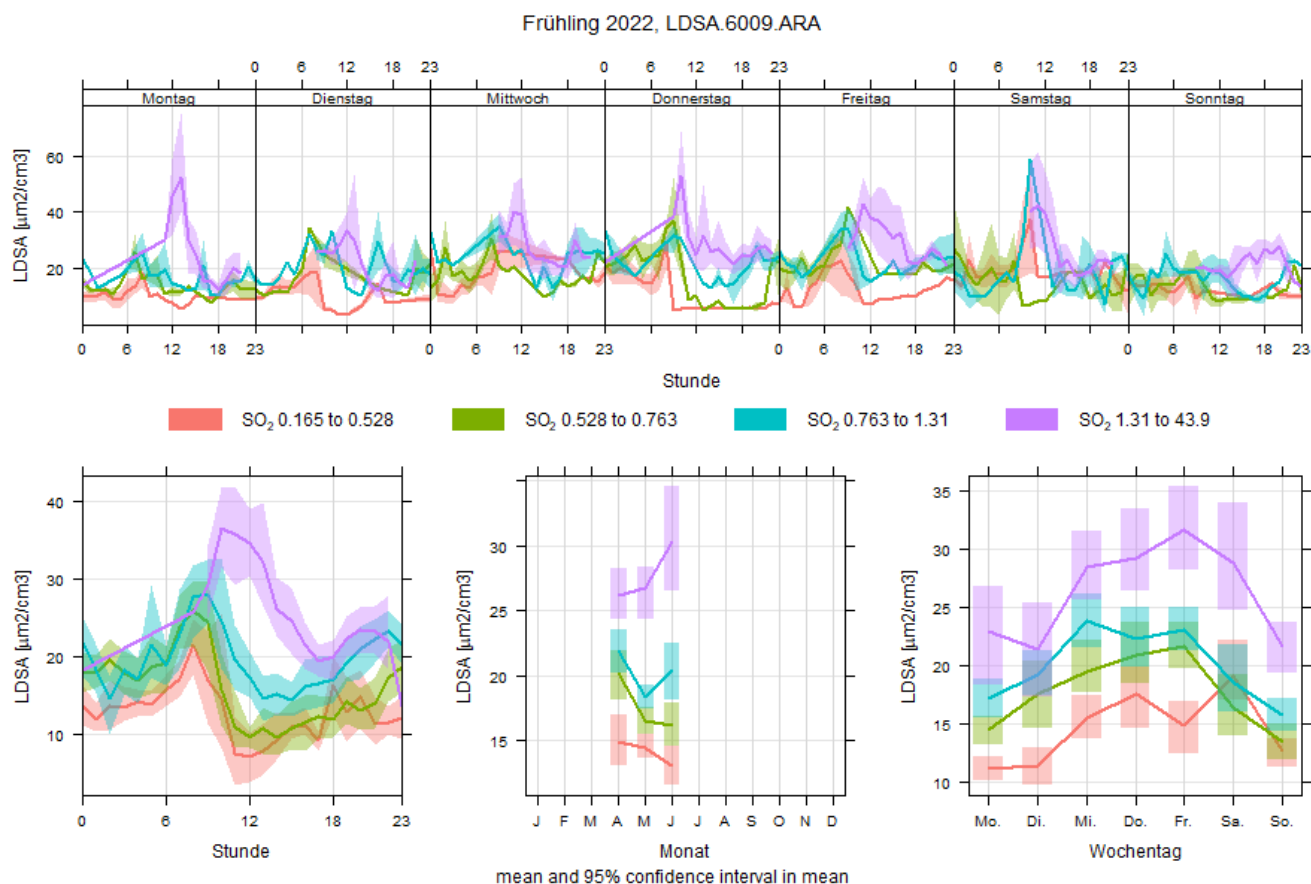 Frühling 2022, LDSA.6009.ARA
0 6 12 18 23 0 6 12 18 23 0 6 12 18 23
Montag Dienstag Mittwoch Donnerstag Freitag Samstag Sonntag
LDSA [µm2/cm3]
60
40
20
0 6 12 18 23 0 6 12 18 23 0 6 12 18 23 0 6 12 18 23
Stunde
SO2 0.165 to 0.528 SO2 0.528 to 0.763 SO2 0.763 to 1.31 SO2 1.31 to 43.9
LDSA [µm2/cm3]
40
30
20
10
0 6 12 18 23
Stunde
LDSA [µm2/cm3]
30
25
20
15
J F M A M J J A S O N D
Monat
LDSA [µm2/cm3]
35
30
25
20
15
10
Mo. Di. Mi. Do. Fr. Sa. So.
Wochentag
mean and 95% confidence interval in mean